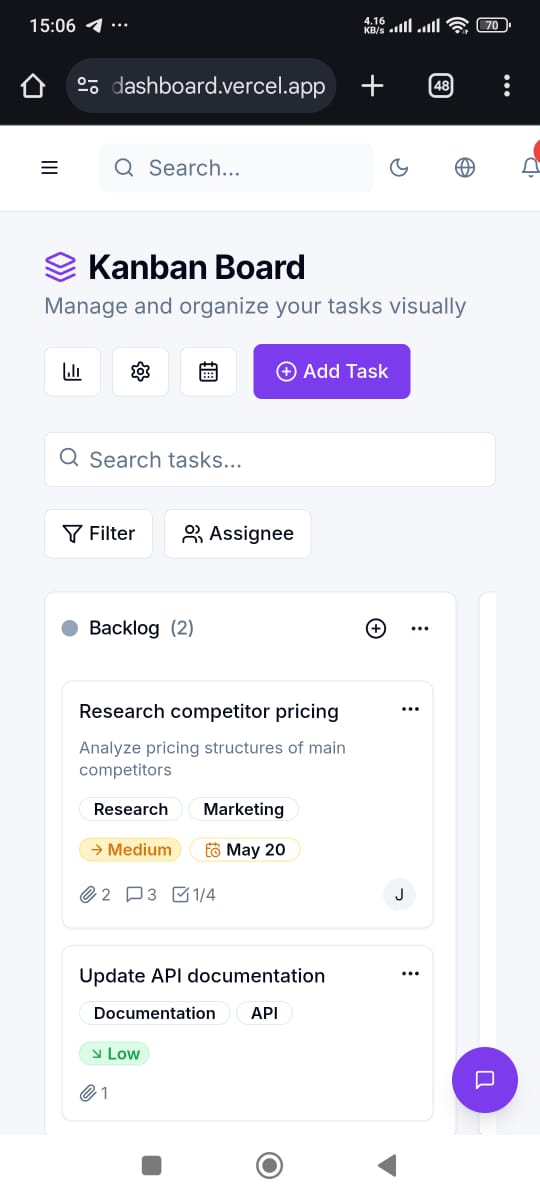 15:06
4.16
KB/s
70
dashboard.vercel.app
48
Search...
Kanban Board
Manage and organize your tasks visually
Add Task
Search tasks...
Filter
Assignee
Backlog (2)
Research competitor pricing
Analyze pricing structures of main
competitors
Research Marketing
Medium May 20
2 3 1/4 J
Update API documentation
Documentation API
Low
1